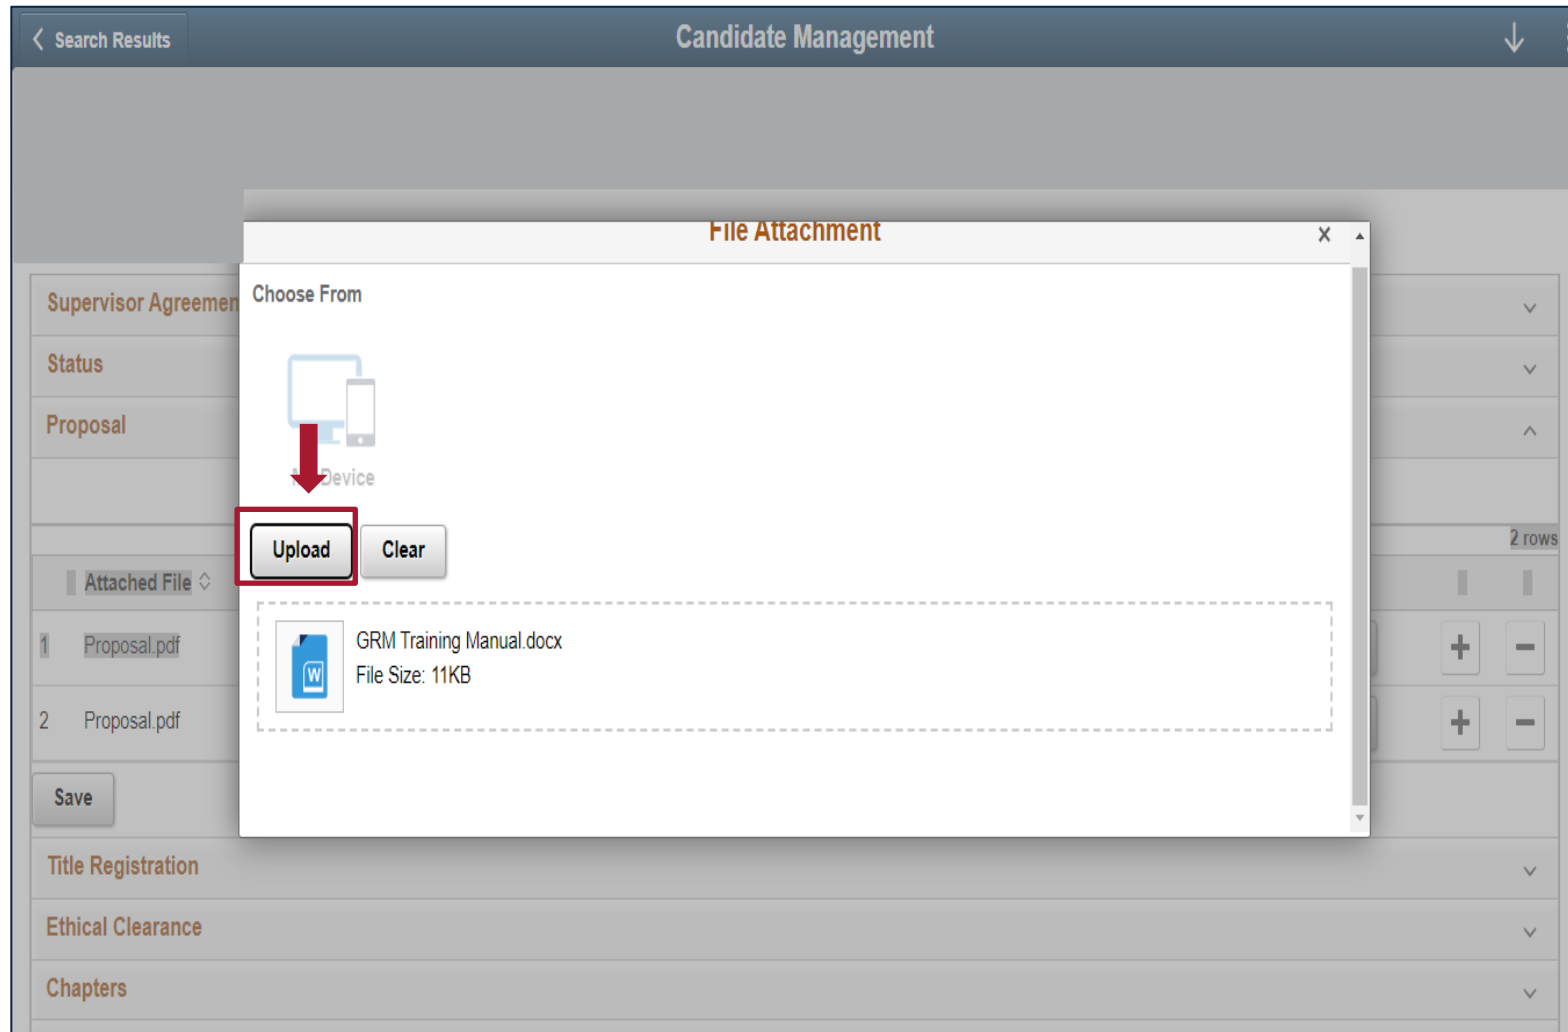 Search Results
Candidate Management
File Attachment
Choose From
Supervisor Agreemen
Status
Proposal
Device
Upload
Clear
2 rows
Attached File
GRM Training Manual.docx
File Size: 11KB
1 Proposal.pdf
2 Proposal.pdf
Save
Title Registration
Ethical Clearance
Chapters